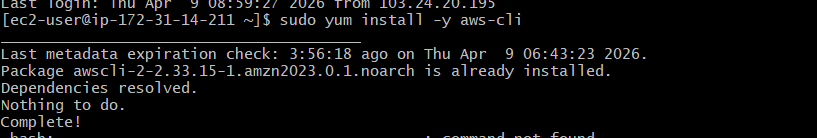 Last login: Thu Apr  9 08:59:27 2026 from 103.24.20.195
[ec2-user@ip-172-31-14-211 ~]$ sudo yum install -y aws-cli
Last metadata expiration check: 3:56:18 ago on Thu Apr  9 06:43:23 2026.
Package awscli-2-2.33.15-1.amzn2023.0.1.noarch is already installed.
Dependencies resolved.
Nothing to do.
Complete!
-bash: : command not found